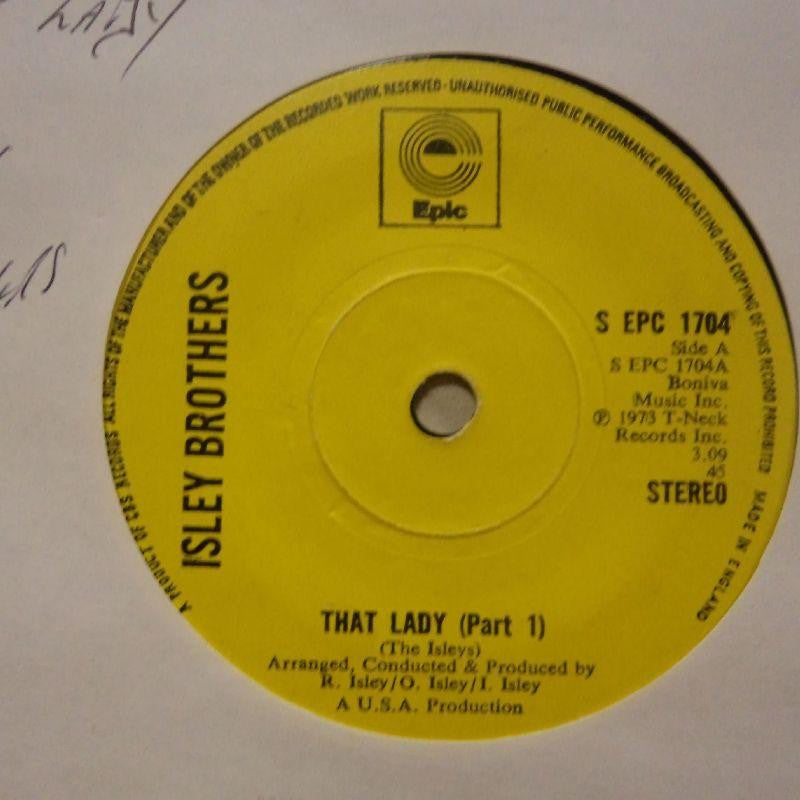 LADY
ALL RIGHTS OF THE MANUFACTURER AND OF THE OWNER OF THE RECORDED WORK RESERVED · UNAUTHORISED PUBLIC PERFORMANCE BROADCASTING AND COPYING OF THIS RECORD PROHIBITED
MADE IN ENGLAND
A PRODUCT OF CBS RECORDS
Epic
ISLEY BROTHERS
S EPC 1704
Side A
S EPC 1704A
Boniva
Music Inc.
℗ 1973 T-Neck
Records Inc.
3.09
45
STEREO
THAT LADY (Part 1)
(The Isleys)
Arranged, Conducted & Produced by
R. Isley/O. Isley/I. Isley
A U.S.A. Production